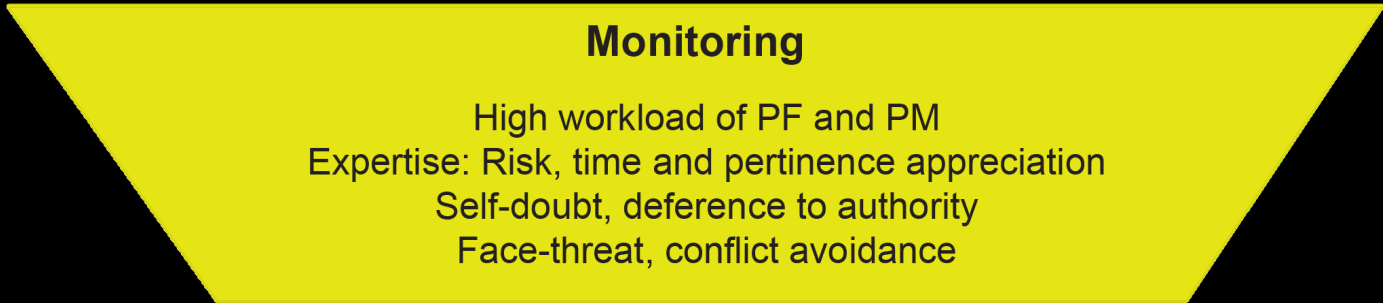 Monitoring
High workload of PF and PM
Expertise: Risk, time and pertinence appreciation
Self-doubt, deference to authority
Face-threat, conflict avoidance